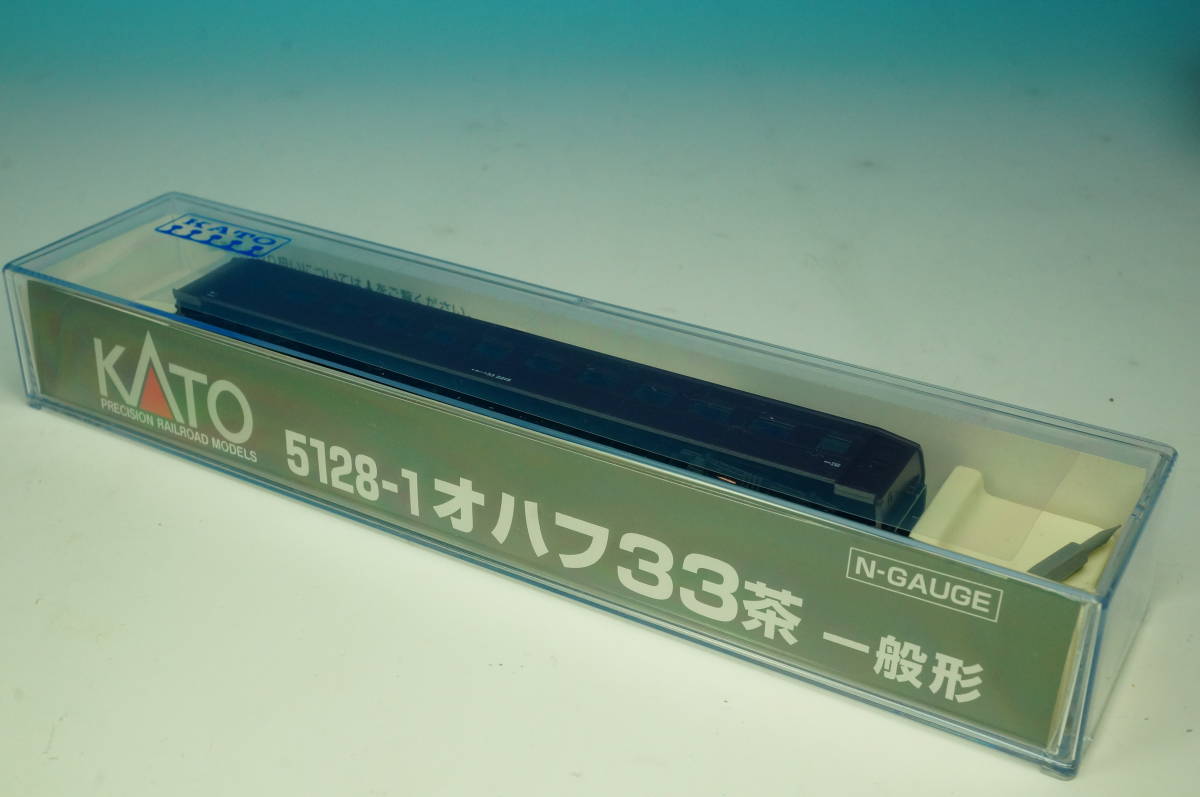 KATO
KATO
PRECISION RAILROAD MODELS
5128-1 オハフ33 茶 一般形
N-GAUGE